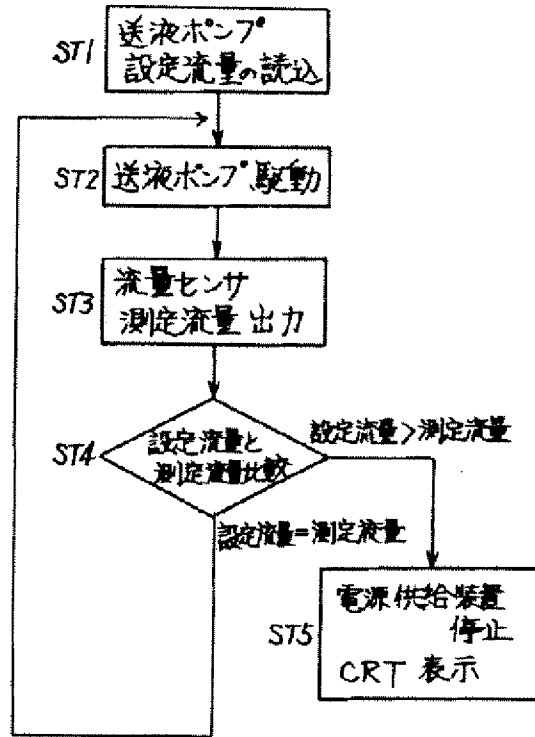 ST1
送液ポンプ
設定流量の読込
ST2
送液ポンプ駆動
ST3
流量センサ
測定流量出力
ST4
設定流量と
測定流量比較
設定流量>測定流量
設定流量=測定流量
ST5
電源供給装置
停止
CRT 表示